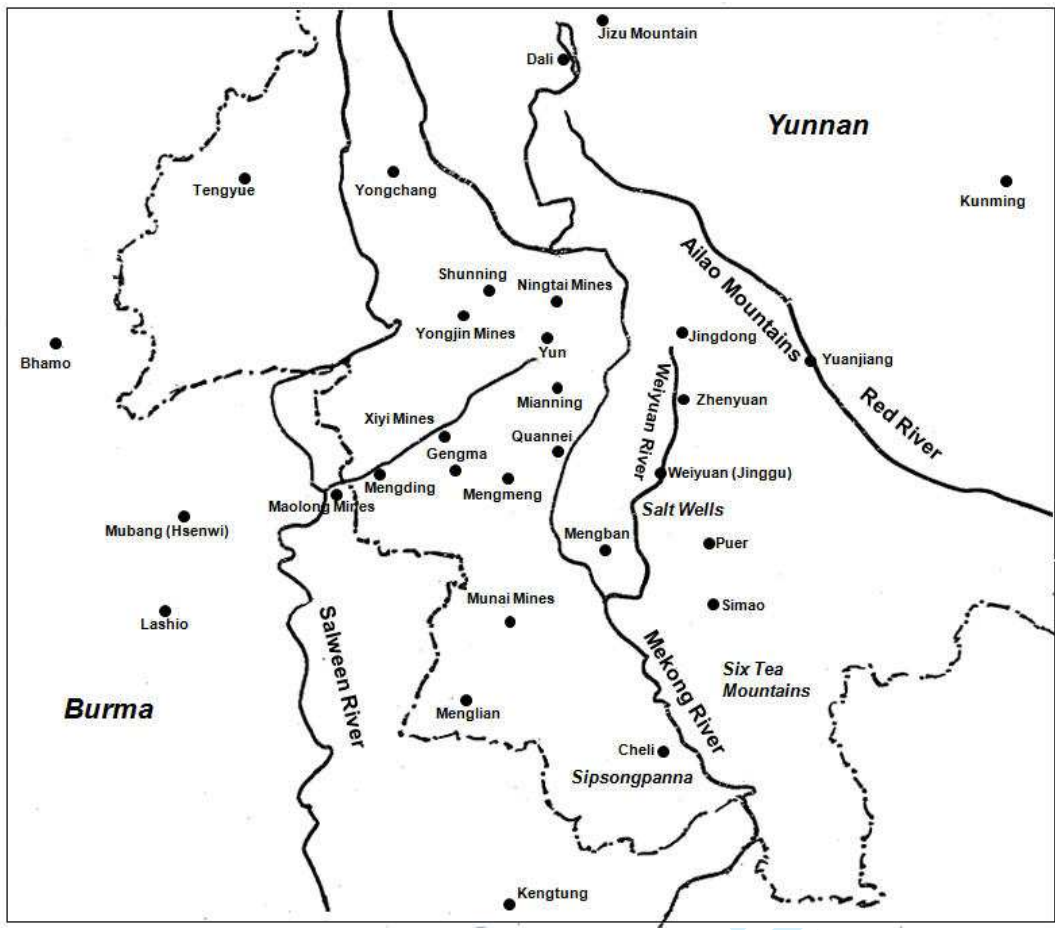 Jizu Mountain
Dali
Yunnan
Tengyue
Yongchang
Kunming
Ailao Mountains
Shunning
Ningtai Mines
Yongjin Mines
Jingdong
Yun
Bhamo
Yuanjiang
Weiyuan River
Mianning
Zhenyuan
Red River
Xiyi Mines
Quannei
Gengma
Weiyuan (Jinggu)
Mengding
Mengmeng
Maolong Mines
Salt Wells
Mubang (Hsenwi)
Mengban
Puer
Munai Mines
Simao
Lashio
Salween River
Mekong River
Six Tea
Mountains
Burma
Menglian
Cheli
Sipsongpanna
Kengtung